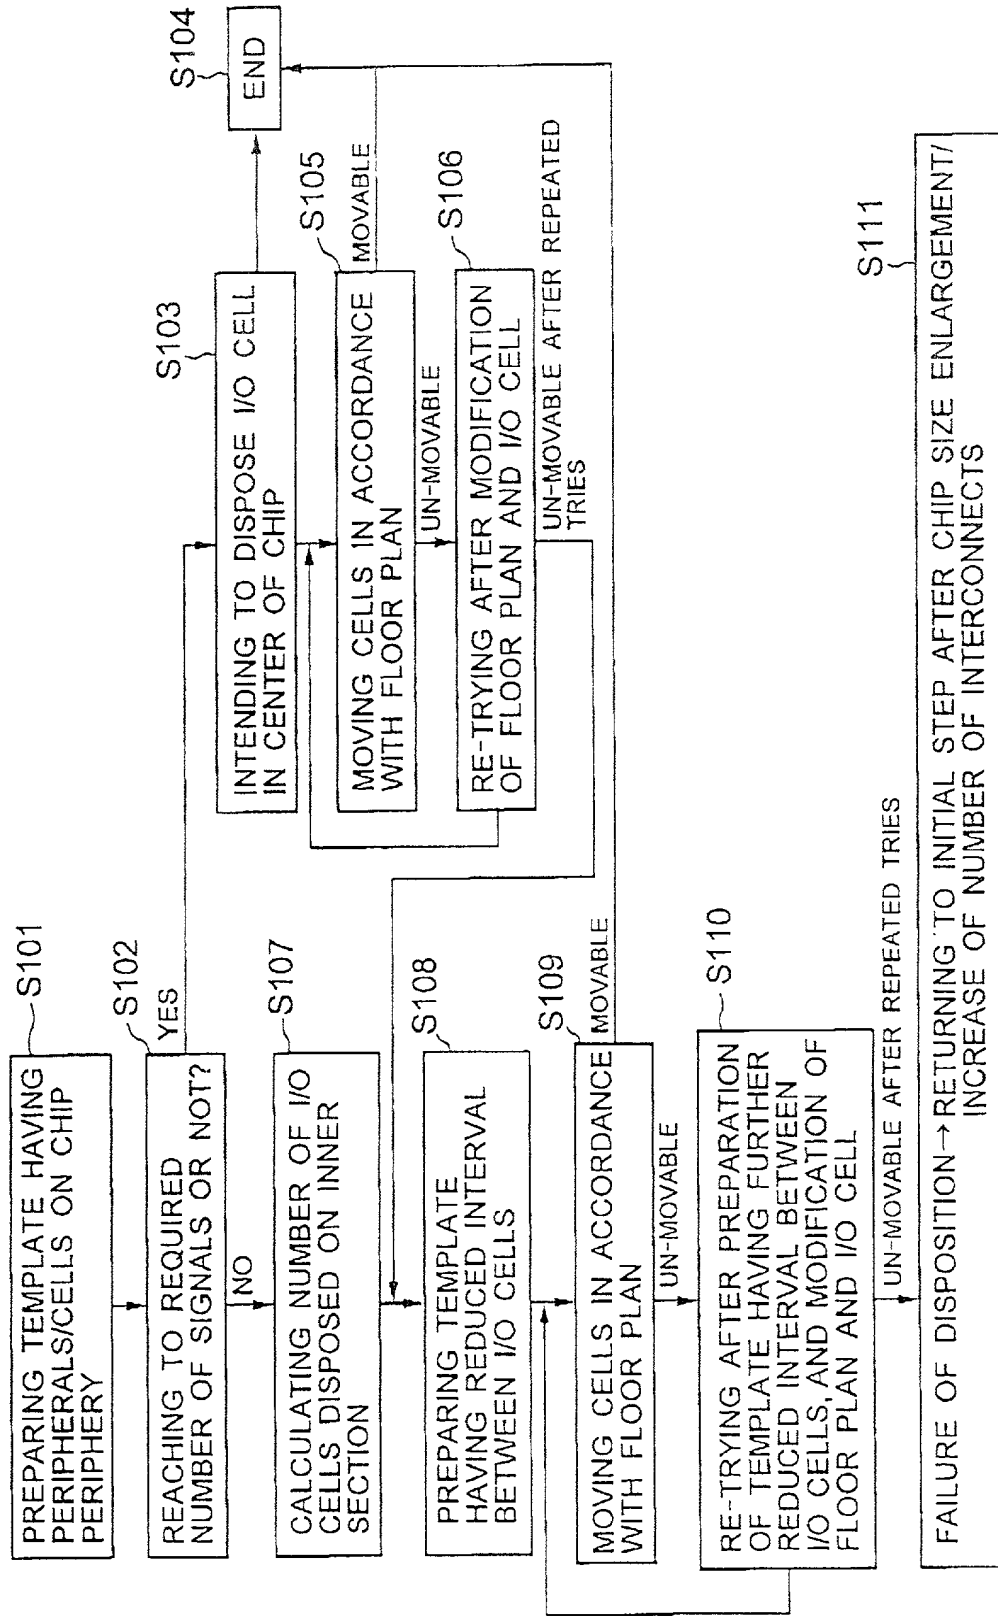 S101
PREPARING TEMPLATE HAVING
PERIPHERALS/CELLS ON CHIP
PERIPHERY
S102
REACHING TO REQUIRED
NUMBER OF SIGNALS OR NOT?
YES
NO
S107
CALCULATING NUMBER OF I/O
CELLS DISPOSED ON INNER
SECTION
S108
PREPARING TEMPLATE
HAVING REDUCED INTERVAL
BETWEEN I/O CELLS
S109
MOVING CELLS IN ACCORDANCE
WITH FLOOR PLAN
MOVABLE
UN-MOVABLE
S110
RE-TRYING AFTER PREPARATION
OF TEMPLATE HAVING FURTHER
REDUCED INTERVAL BETWEEN
I/O CELLS, AND MODIFICATION OF
FLOOR PLAN AND I/O CELL
UN-MOVABLE AFTER REPEATED TRIES
S111
FAILURE OF DISPOSITION→RETURNING TO INITIAL STEP AFTER CHIP SIZE ENLARGEMENT/
INCREASE OF NUMBER OF INTERCONNECTS
S103
INTENDING TO DISPOSE I/O CELL
IN CENTER OF CHIP
S104
END
S105
MOVING CELLS IN ACCORDANCE
WITH FLOOR PLAN
MOVABLE
UN-MOVABLE
S106
RE-TRYING AFTER MODIFICATION
OF FLOOR PLAN AND I/O CELL
UN-MOVABLE AFTER REPEATED
TRIES